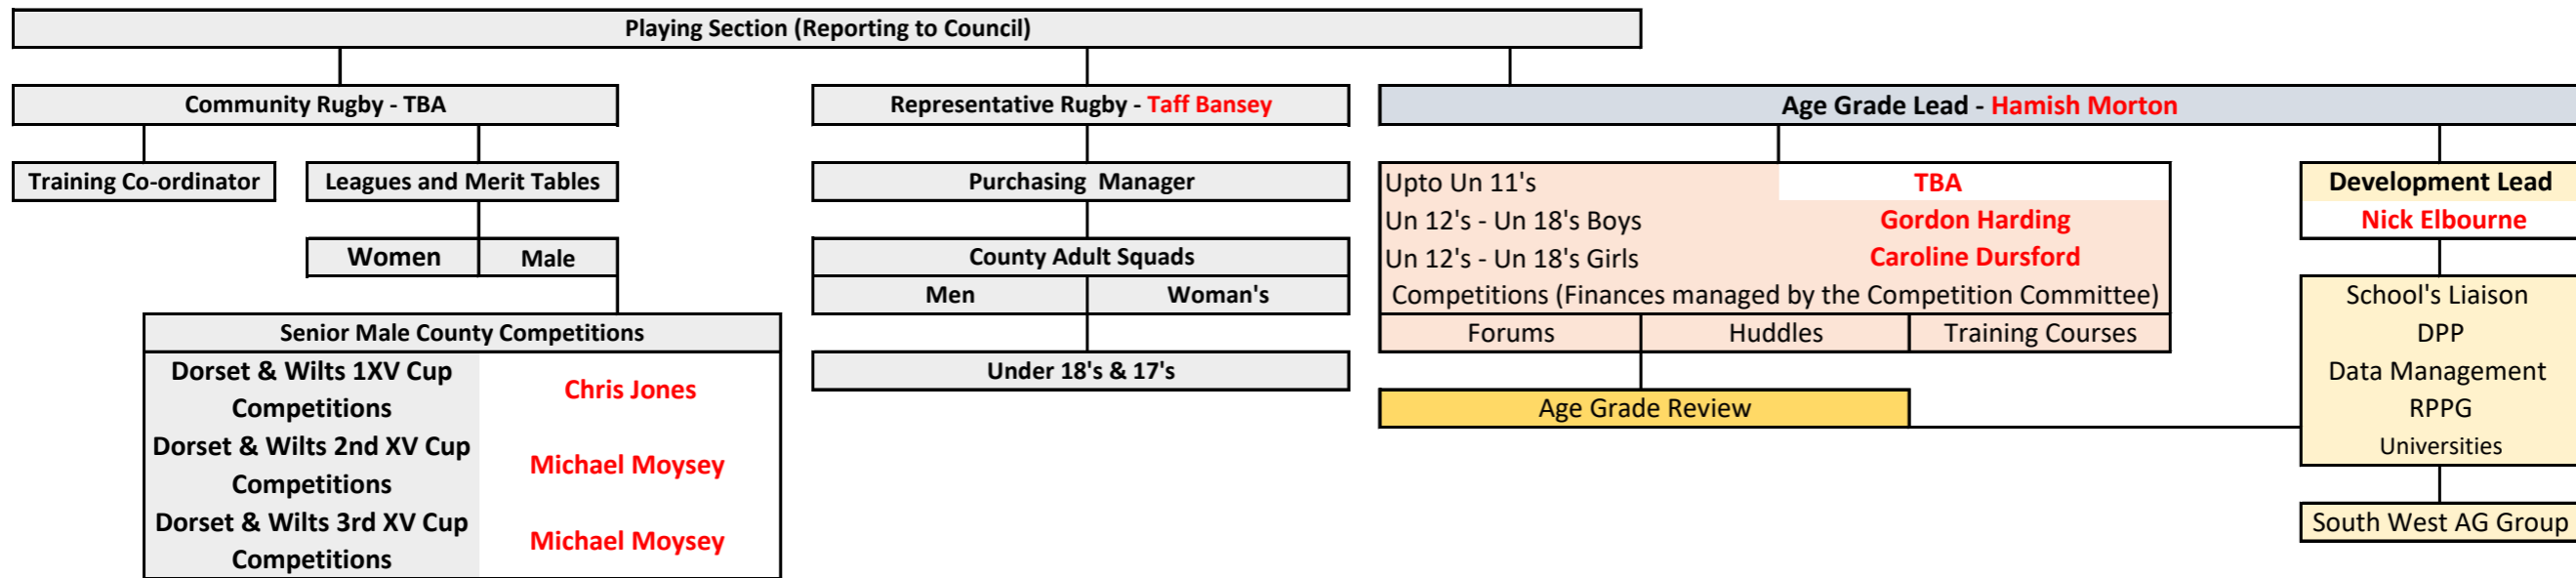 Playing Section (Reporting to Council)
Community Rugby - TBA
Representative Rugby - Taff Bansey
Age Grade Lead - Hamish Morton
Training Co-ordinator
Leagues and Merit Tables
Women
Male
Senior Male County Competitions
Dorset & Wilts 1XV Cup
Competitions
Chris Jones
Dorset & Wilts 2nd XV Cup
Competitions
Michael Moysey
Dorset & Wilts 3rd XV Cup
Competitions
Michael Moysey
Purchasing  Manager
County Adult Squads
Men
Woman's
Under 18's & 17's
Upto Un 11's TBA
Un 12's - Un 18's Boys Gordon Harding
Un 12's - Un 18's Girls Caroline Dursford
Competitions (Finances managed by the Competition Committee)
Forums
Huddles
Training Courses
Age Grade Review
Development Lead
Nick Elbourne
School's Liaison
DPP
Data Management
RPPG
Universities
South West AG Group